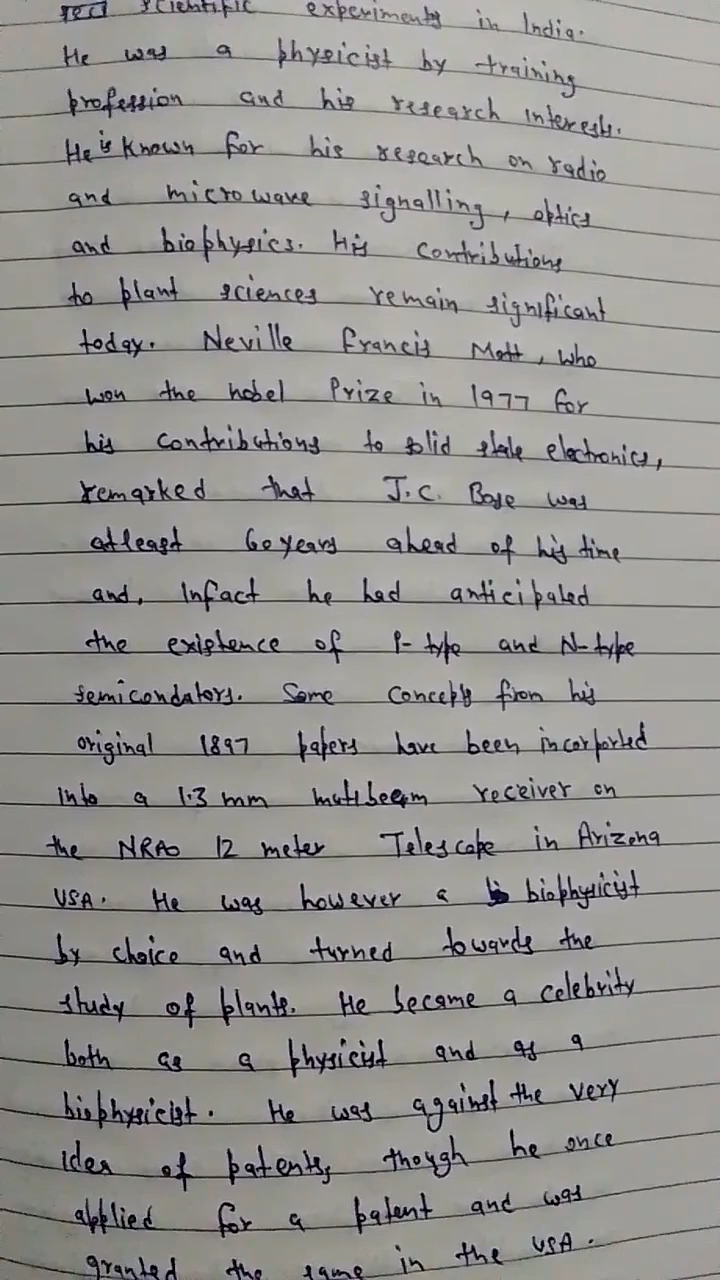 scientific experiments in India.
He was a physicist by training
profession and his research interests.
He is known for his research on radio
and microwave signalling, optics
and biophysics. His contributions
to plant sciences remain significant
today. Neville Francis Mott, who
won the nobel Prize in 1977 for
his contributions to solid state electronics,
remarked that J.C. Bose was
atleast 60 years ahead of his time
and, Infact he had anticipated
the existence of P-type and N-type
semicondators. Some concepts from his
original 1897 papers have been incorported
into a 1.3 mm mutibeam receiver on
the NRAO 12 meter Telescope in Arizona
USA. He was however a biophysicist
by choice and turned towards the
study of plants. He became a celebrity
both as a physicist and as a
biophysicist. He was against the very
idea of patents, though he once
applied for a patent and was
granted the same in the USA.